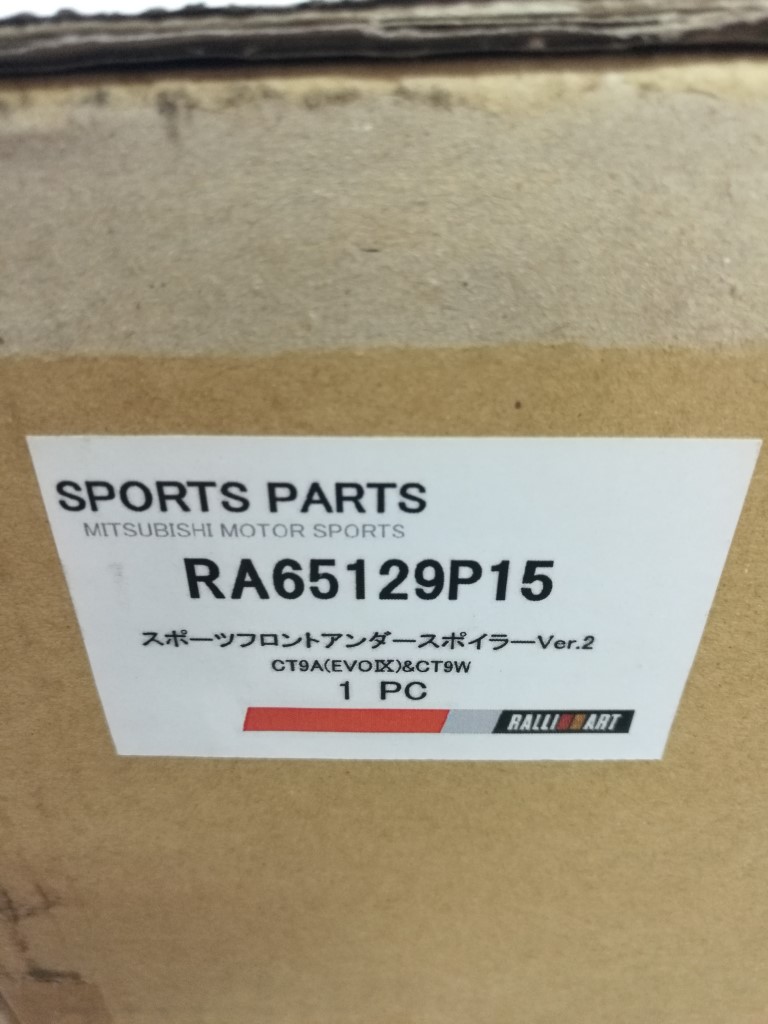 SPORTS PARTS
MITSUBISHI MOTOR SPORTS
RA65129P15
スポーツフロントアンダースポイラーVer.2
CT9A(EVOⅨ)&CT9W
1 PC
RALLIART